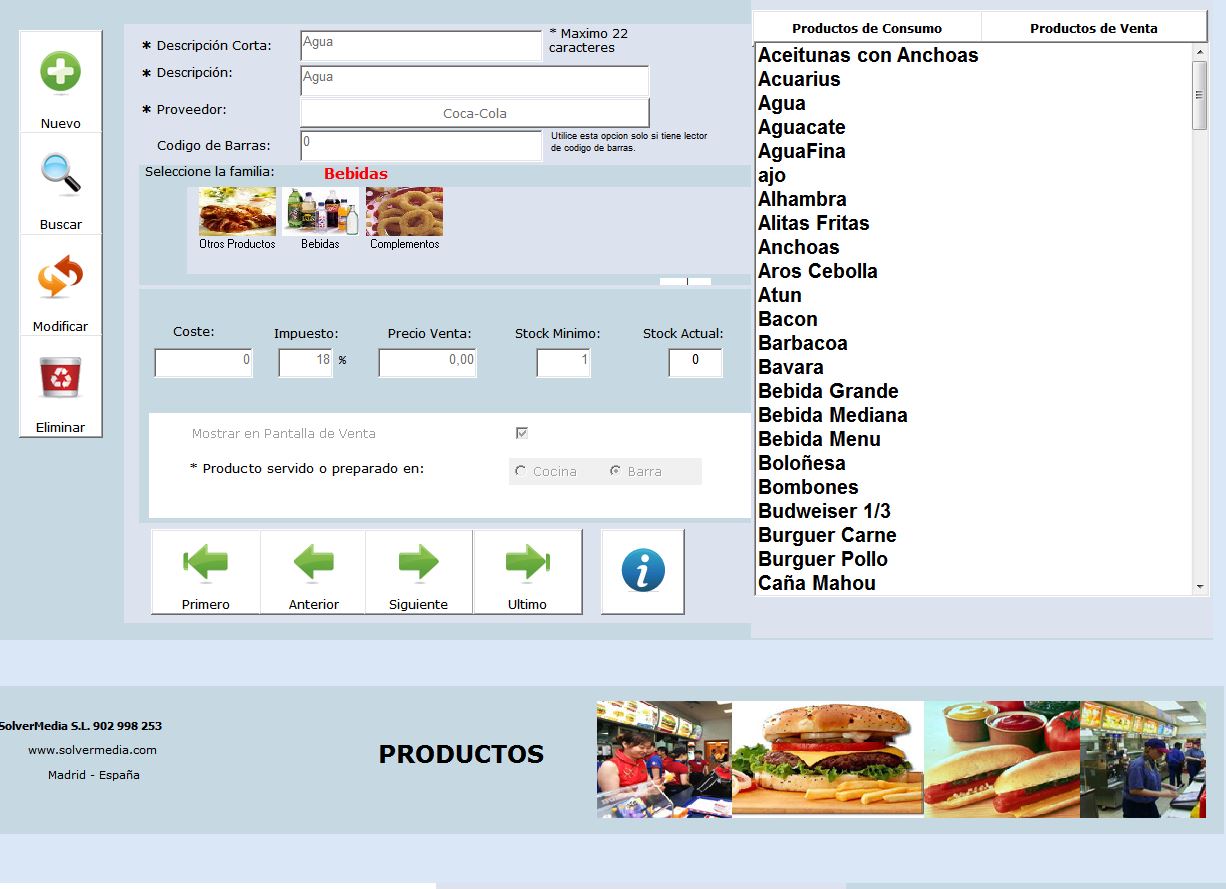 Nuevo
Buscar
Modificar
Eliminar
* Descripción Corta:
Agua
* Maximo 22
caracteres
* Descripción:
Agua
* Proveedor:
Coca-Cola
Codigo de Barras:
0
Utilice esta opcion solo si tiene lector
de codigo de barras.
Seleccione la familia:
Bebidas
Otros Productos
Bebidas
Complementos
Coste:
Impuesto:
Precio Venta:
Stock Minimo:
Stock Actual:
0
18 %
0,00
1
0
Mostrar en Pantalla de Venta
* Producto servido o preparado en:
Cocina
Barra
Primero
Anterior
Siguiente
Ultimo
Productos de Consumo
Productos de Venta
Aceitunas con Anchoas
Acuarius
Agua
Aguacate
AguaFina
ajo
Alhambra
Alitas Fritas
Anchoas
Aros Cebolla
Atun
Bacon
Barbacoa
Bavara
Bebida Grande
Bebida Mediana
Bebida Menu
Boloñesa
Bombones
Budweiser 1/3
Burguer Carne
Burguer Pollo
Caña Mahou
SolverMedia S.L. 902 998 253
www.solvermedia.com
Madrid - España
PRODUCTOS